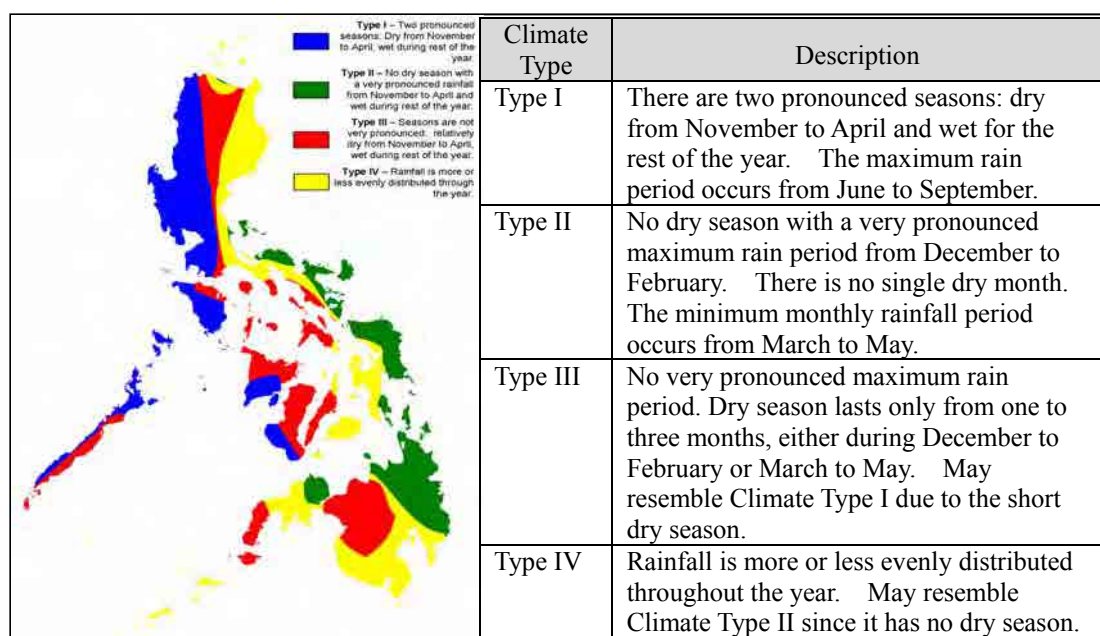 Type I – Two pronounced
seasons: Dry from November
to April, wet during rest of the
year.
Type II – No dry season with
a very pronounced rainfall
from November to April and
wet during rest of the year.
Type III – Seasons are not
very pronounced: relatively
dry from November to April,
wet during rest of the year.
Type IV – Rainfall is more or
less evenly distributed through
the year.
Climate
Type
Description
Type I
There are two pronounced seasons: dry
from November to April and wet for the
rest of the year. The maximum rain
period occurs from June to September.
Type II
No dry season with a very pronounced
maximum rain period from December to
February. There is no single dry month.
The minimum monthly rainfall period
occurs from March to May.
Type III
No very pronounced maximum rain
period. Dry season lasts only from one to
three months, either during December to
February or March to May. May
resemble Climate Type I due to the short
dry season.
Type IV
Rainfall is more or less evenly distributed
throughout the year. May resemble
Climate Type II since it has no dry season.